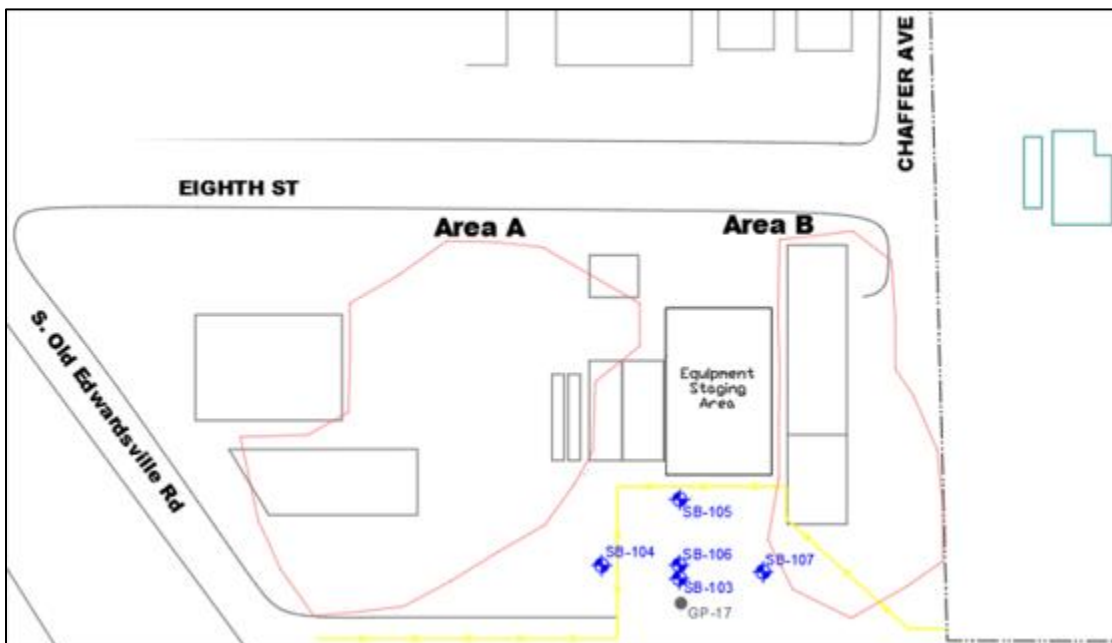 CHAFFER AVE
EIGHTH ST
Area A
Area B
S. Old Edwardsville Rd
Equipment
Staging
Area
SB-105
SB-104
SB-106
SB-107
SB-103
GP-17